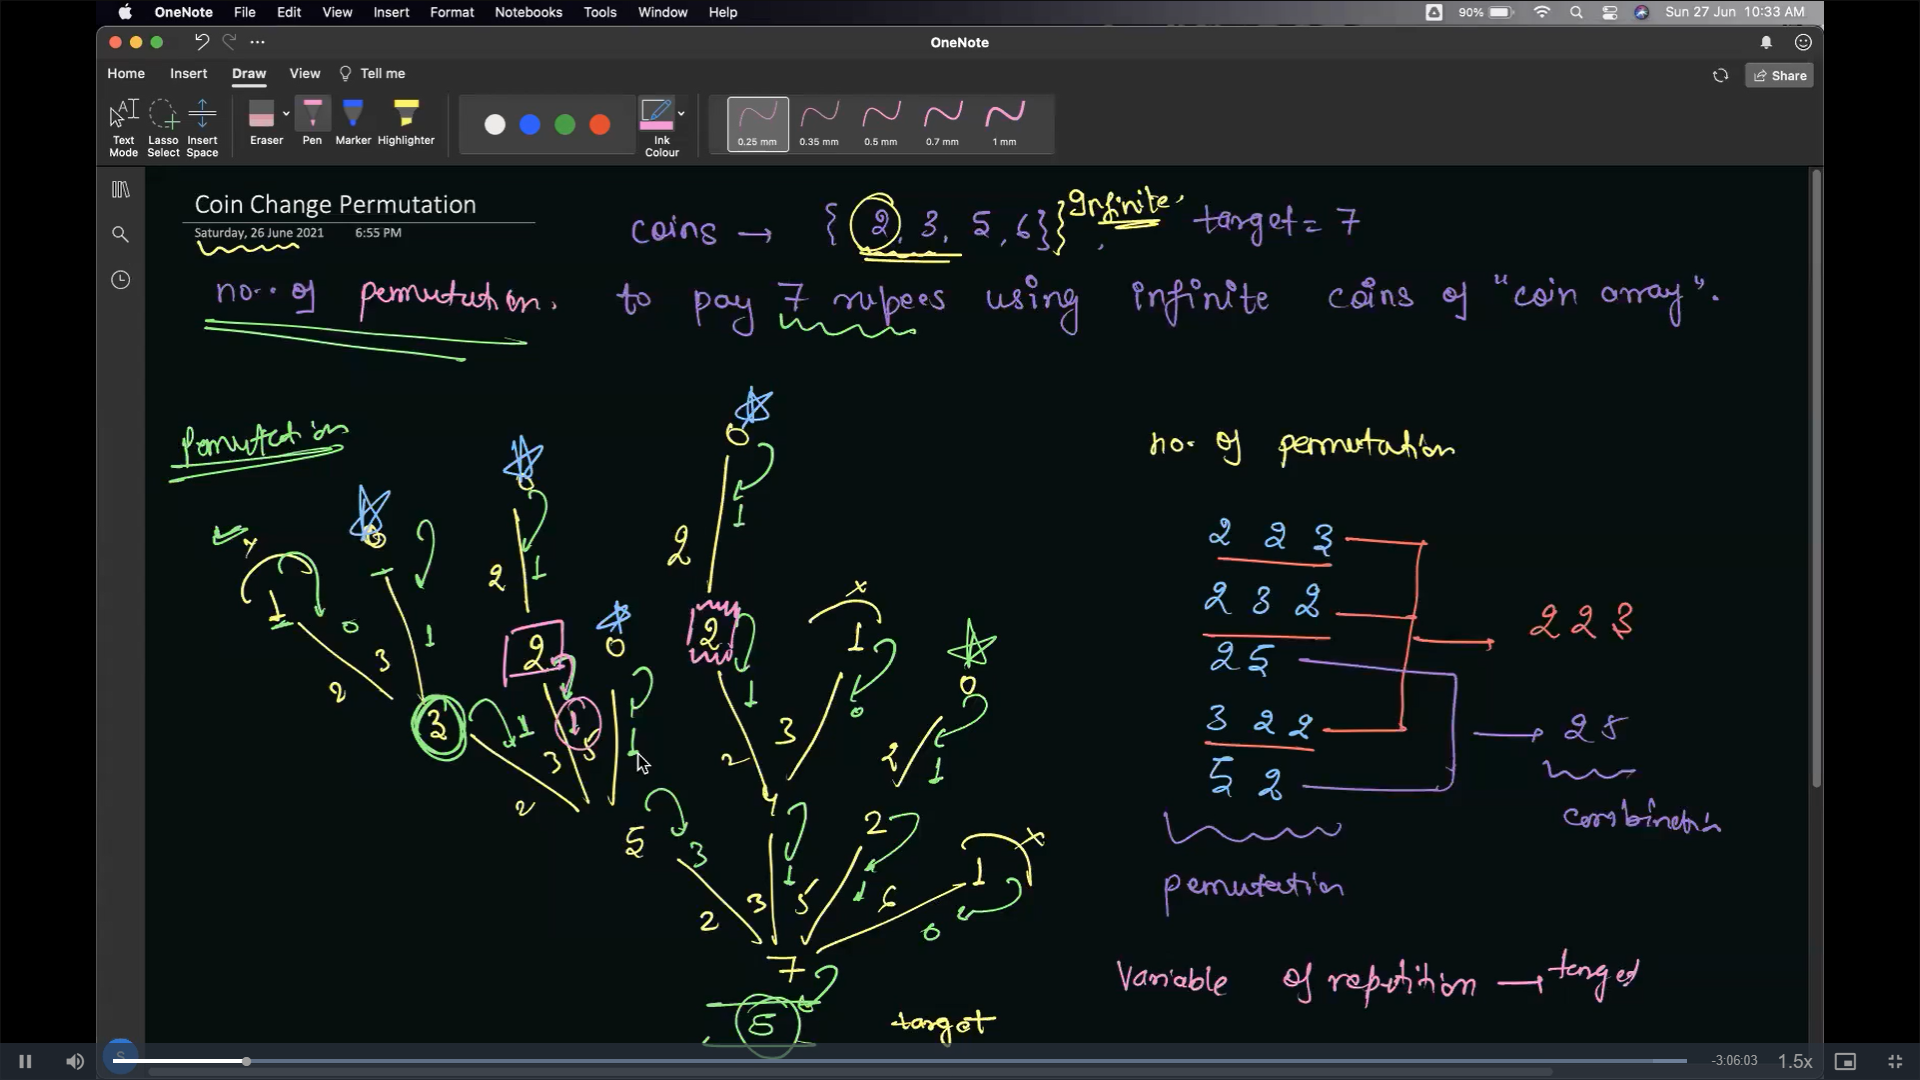 OneNote File Edit View Insert Format Notebooks Tools Window Help 90% Sun 27 Jun 10:33 AM
OneNote
Home Insert Draw View Tell me Share
Text Mode Lasso Select Insert Space Eraser Pen Marker Highlighter Ink Colour 0.25 mm 0.35 mm 0.5 mm 0.7 mm 1 mm
Coin Change Permutation
Saturday, 26 June 2021 6:55 PM
coins → { 2, 3, 5, 6 } } Infinite. target = 7
no. of permutation. to pay 7 rupees using infinite coins of "coin array".
Permutation
no. of permutation
0 1
0 1
0 1
2 2
2 2 3
x 1 0
3 1
2 1
0
2 1
x 1 0
2 3 2
2 2 3
0
3 2
3
1
3 1 5
1
2 3
2 1
2 5
3 2 2
2 5
2
4
5 2
combination
5 3
2
1
1 x
2 3 5 6
1 1 0
permutation
7
5
target
Variable of repitition → target
-3:06:03 1.5x